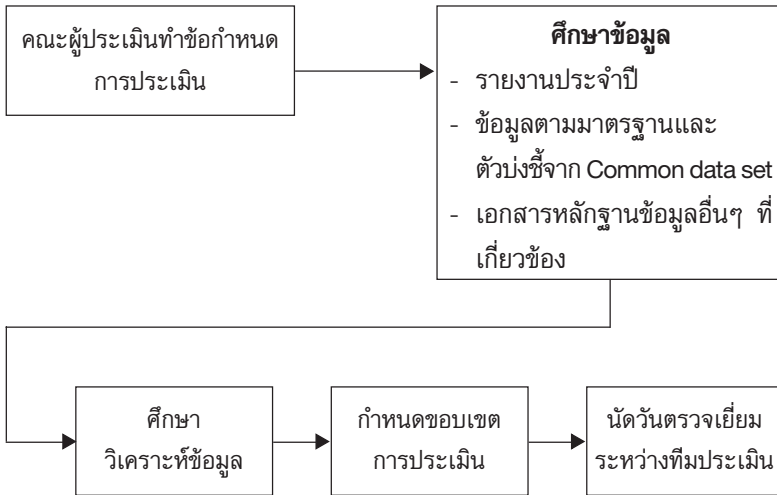 คณะผู้ประเมินทำข้อกำหนด
การประเมิน
ศึกษาข้อมูล
- รายงานประจำปี
- ข้อมูลตามมาตรฐานและ
ตัวบ่งชี้จาก Common data set
- เอกสารหลักฐานข้อมูลอื่นๆ ที่
เกี่ยวข้อง
ศึกษา
วิเคราะห์ข้อมูล
กำหนดขอบเขต
การประเมิน
นัดวันตรวจเยี่ยม
ระหว่างทีมประเมิน